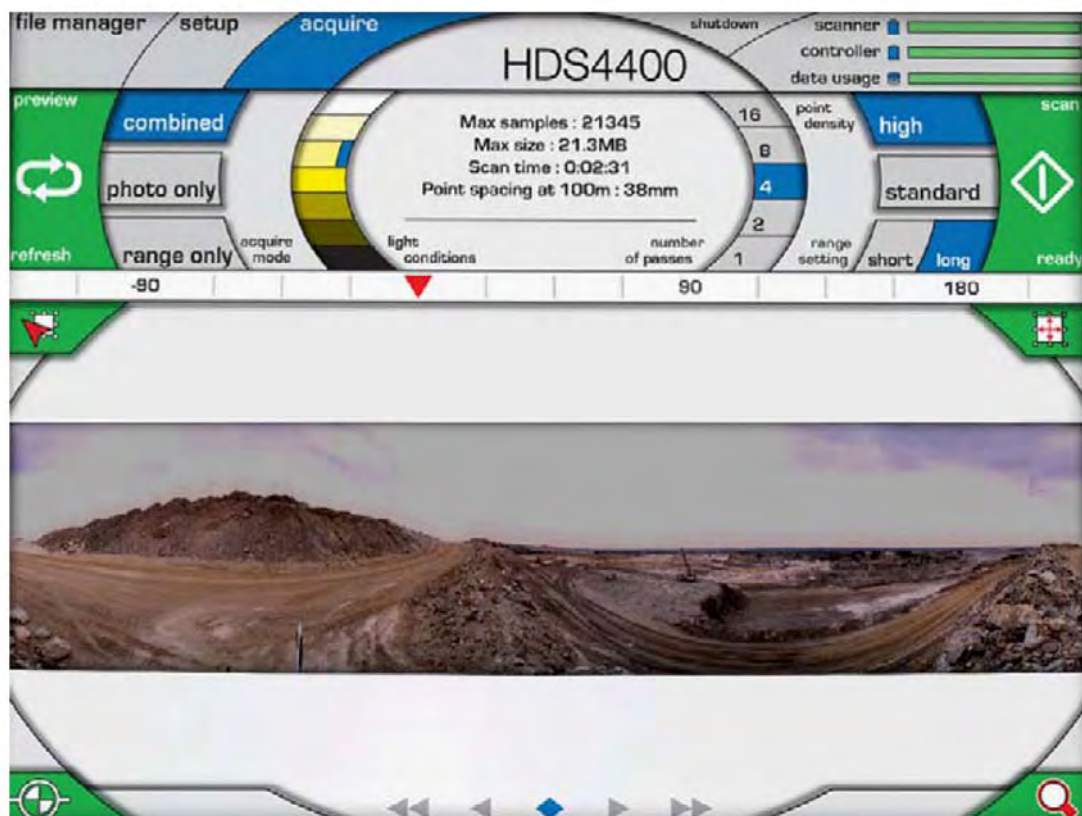 file manager
setup
acquire
shutdown
scanner
controller
data usage
HDS4400
preview
refresh
combined
photo only
range only
acquire
mode
light
conditions
Max samples : 21345
Max size : 21.3MB
Scan time : 0:02:31
Point spacing at 100m : 38mm
number
of passes
16
8
4
2
1
point
density
range
setting
high
standard
short
long
scan
ready
-90
90
180